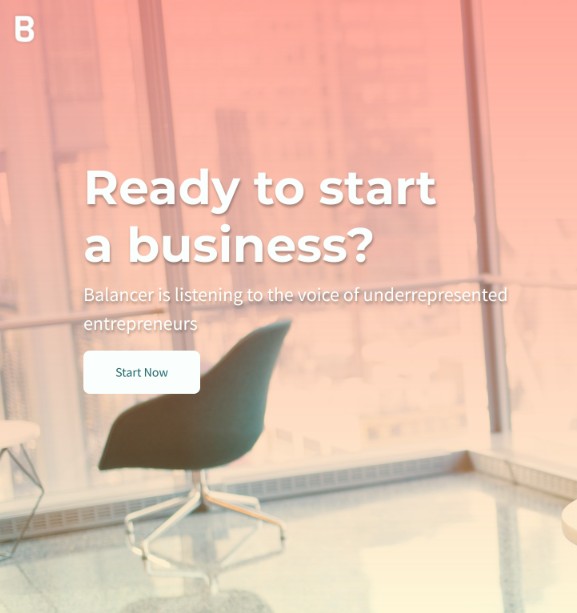 B
Ready to start
a business?
Balancer is listening to the voice of underrepresented
entrepreneurs
Start Now